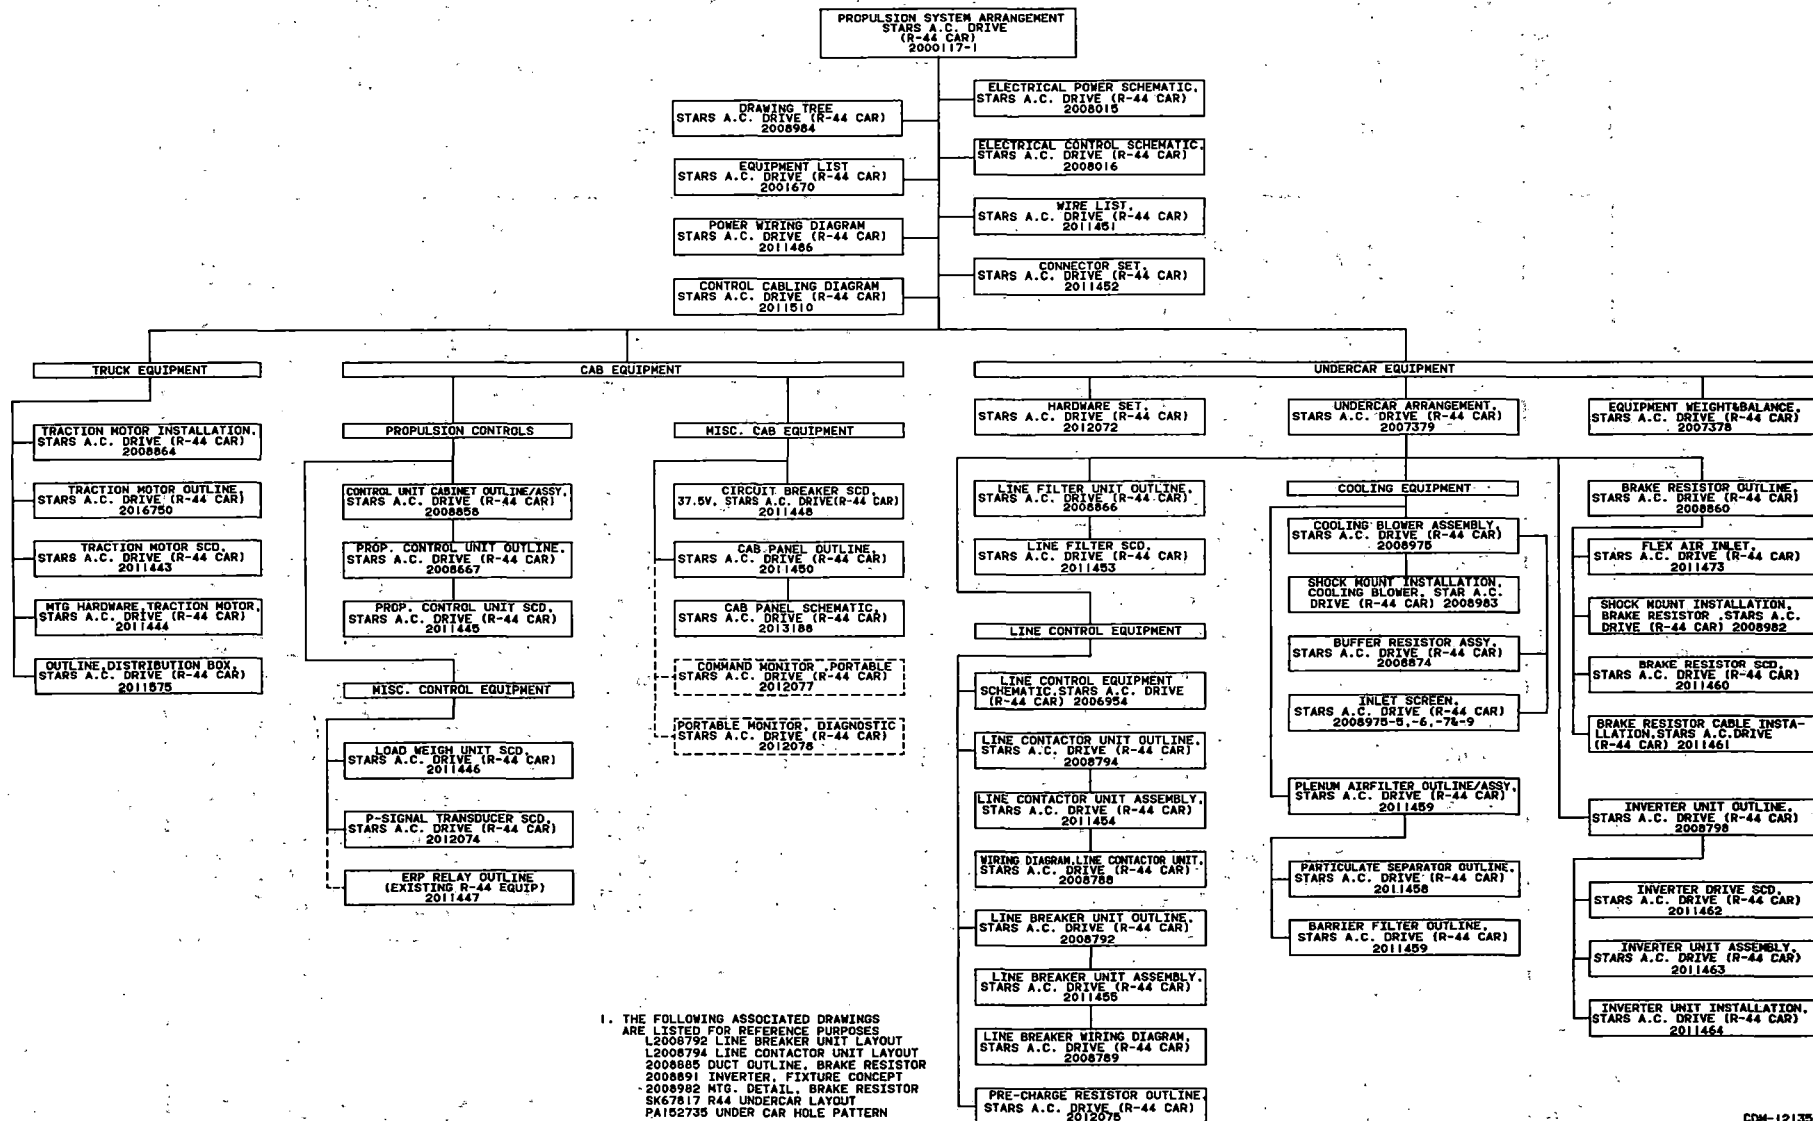 PROPULSION SYSTEM ARRANGEMENT
STARS A.C. DRIVE
(R-44 CAR)
2000117-1
DRAWING TREE
STARS A.C. DRIVE (R-44 CAR)
2008984
EQUIPMENT LIST
STARS A.C. DRIVE (R-44 CAR)
2001670
POWER WIRING DIAGRAM
STARS A.C. DRIVE (R-44 CAR)
2011486
CONTROL CABLING DIAGRAM
STARS A.C. DRIVE (R-44 CAR)
2011510
ELECTRICAL POWER SCHEMATIC,
STARS A.C. DRIVE (R-44 CAR)
2008015
ELECTRICAL CONTROL SCHEMATIC,
STARS A.C. DRIVE (R-44 CAR)
2008016
WIRE LIST,
STARS A.C. DRIVE (R-44 CAR)
2011451
CONNECTOR SET,
STARS A.C. DRIVE (R-44 CAR)
2011452
TRUCK EQUIPMENT
TRACTION MOTOR INSTALLATION,
STARS A.C. DRIVE (R-44 CAR)
2008864
TRACTION MOTOR OUTLINE
STARS A.C. DRIVE (R-44 CAR)
2016750
TRACTION MOTOR SCD,
STARS A.C. DRIVE (R-44 CAR)
2011443
MTG HARDWARE,TRACTION MOTOR,
STARS A.C. DRIVE (R-44 CAR)
2011444
OUTLINE,DISTRIBUTION BOX,
STARS A.C. DRIVE (R-44 CAR)
2011575
CAB EQUIPMENT
PROPULSION CONTROLS
CONTROL UNIT CABINET OUTLINE/ASSY,
STARS A.C. DRIVE (R-44 CAR)
2008858
PROP. CONTROL UNIT OUTLINE,
STARS A.C. DRIVE (R-44 CAR)
2008667
PROP. CONTROL UNIT SCD,
STARS A.C. DRIVE (R-44 CAR)
2011445
MISC. CONTROL EQUIPMENT
LOAD WEIGH UNIT SCD,
STARS A.C. DRIVE (R-44 CAR)
2011446
P-SIGNAL TRANSDUCER SCD,
STARS A.C. DRIVE (R-44 CAR)
2012074
ERP RELAY OUTLINE
(EXISTING R-44 EQUIP)
2011447
MISC. CAB EQUIPMENT
CIRCUIT BREAKER SCD,
37.5V, STARS A.C. DRIVE(R-44 CAR)
2011448
CAB PANEL OUTLINE,
STARS A.C. DRIVE (R-44 CAR)
2011450
CAB PANEL SCHEMATIC,
STARS A.C. DRIVE (R-44 CAR)
2013188
COMMAND MONITOR ,PORTABLE
STARS A.C. DRIVE (R-44 CAR)
2012077
PORTABLE MONITOR, DIAGNOSTIC
STARS A.C. DRIVE (R-44 CAR)
2012078
UNDERCAR EQUIPMENT
HARDWARE SET,
STARS A.C. DRIVE (R-44 CAR)
2012072
UNDERCAR ARRANGEMENT,
STARS A.C. DRIVE (R-44 CAR)
2007379
EQUIPMENT WEIGHT&BALANCE,
STARS A.C. DRIVE (R-44 CAR)
2007378
LINE FILTER UNIT OUTLINE,
STARS A.C. DRIVE (R-44 CAR)
2008866
LINE FILTER SCD,
STARS A.C. DRIVE (R-44 CAR)
2011453
LINE CONTROL EQUIPMENT
LINE CONTROL EQUIPMENT
SCHEMATIC,STARS A.C. DRIVE
(R-44 CAR) 2006954
LINE CONTACTOR UNIT OUTLINE,
STARS A.C. DRIVE (R-44 CAR)
2008794
LINE CONTACTOR UNIT ASSEMBLY,
STARS A.C. DRIVE (R-44 CAR)
2011454
WIRING DIAGRAM,LINE CONTACTOR UNIT,
STARS A.C. DRIVE (R-44 CAR)
2008788
LINE BREAKER UNIT OUTLINE,
STARS A.C. DRIVE (R-44 CAR)
2008792
LINE BREAKER UNIT ASSEMBLY,
STARS A.C. DRIVE (R-44 CAR)
2011455
LINE BREAKER WIRING DIAGRAM,
STARS A.C. DRIVE (R-44 CAR)
2008789
PRE-CHARGE RESISTOR OUTLINE,
STARS A.C. DRIVE (R-44 CAR)
2012075
COOLING EQUIPMENT
COOLING BLOWER ASSEMBLY,
STARS A.C. DRIVE (R-44 CAR)
2008975
SHOCK MOUNT INSTALLATION,
COOLING BLOWER, STAR A.C.
DRIVE (R-44 CAR) 2008983
BUFFER RESISTOR ASSY,
STARS A.C. DRIVE (R-44 CAR)
2008874
INLET SCREEN,
STARS A.C. DRIVE (R-44 CAR)
2008975-5,-6,-7&-9
PLENUM AIRFILTER OUTLINE/ASSY,
STARS A.C. DRIVE (R-44 CAR)
2011459
PARTICULATE SEPARATOR OUTLINE,
STARS A.C. DRIVE (R-44 CAR)
2011458
BARRIER FILTER OUTLINE,
STARS A.C. DRIVE (R-44 CAR)
2011459
BRAKE RESISTOR OUTLINE,
STARS A.C. DRIVE (R-44 CAR)
2008860
FLEX AIR INLET,
STARS A.C. DRIVE (R-44 CAR)
2011473
SHOCK MOUNT INSTALLATION,
BRAKE RESISTOR ,STARS A.C.
DRIVE (R-44 CAR) 2008982
BRAKE RESISTOR SCD,
STARS A.C. DRIVE (R-44 CAR)
2011460
BRAKE RESISTOR CABLE INSTA-
LLATION,STARS A.C.DRIVE
(R-44 CAR) 2011461
INVERTER UNIT OUTLINE,
STARS A.C. DRIVE (R-44 CAR)
2008798
INVERTER DRIVE SCD,
STARS A.C. DRIVE (R-44 CAR)
2011462
INVERTER UNIT ASSEMBLY,
STARS A.C. DRIVE (R-44 CAR)
2011463
INVERTER UNIT INSTALLATION,
STARS A.C. DRIVE (R-44 CAR)
2011464
1. THE FOLLOWING ASSOCIATED DRAWINGS
ARE LISTED FOR REFERENCE PURPOSES
L2008792 LINE BREAKER UNIT LAYOUT
L2008794 LINE CONTACTOR UNIT LAYOUT
2008885 DUCT OUTLINE, BRAKE RESISTOR
2008891 INVERTER, FIXTURE CONCEPT
2008982 MTG. DETAIL, BRAKE RESISTOR
SK67817 R44 UNDERCAR LAYOUT
PA152735 UNDER CAR HOLE PATTERN
CDM-12135